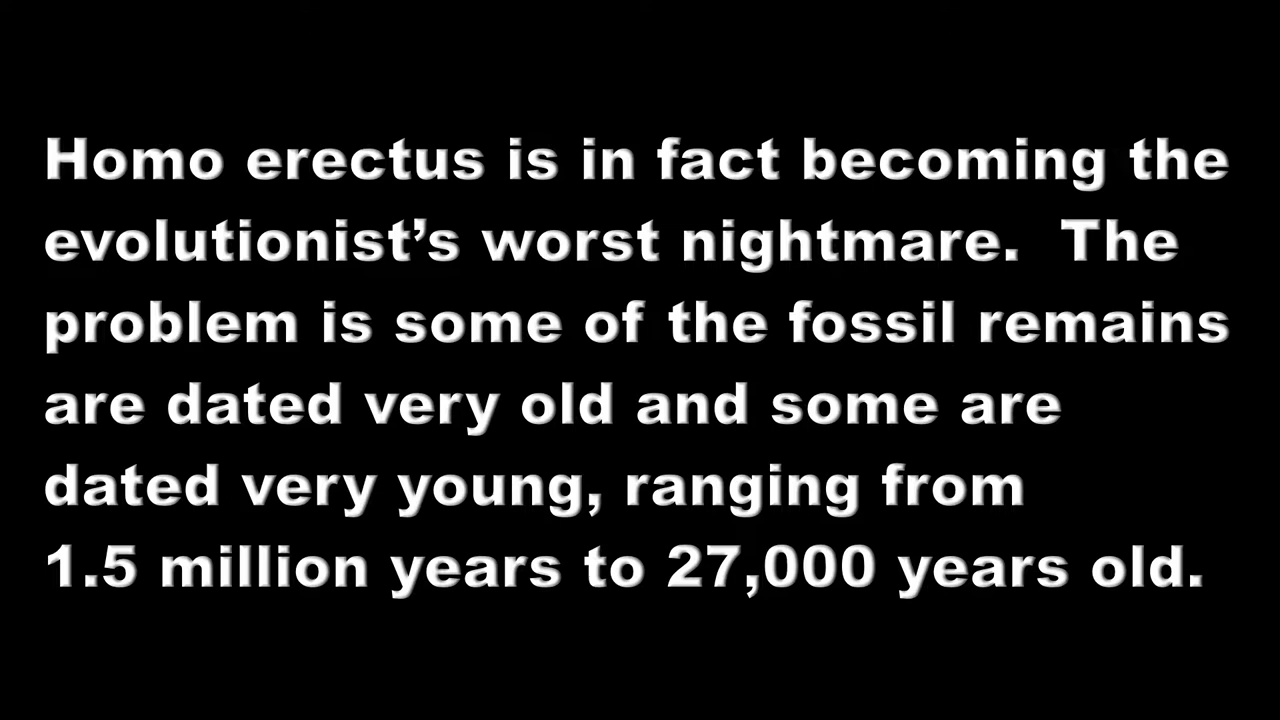 Homo erectus is in fact becoming the
evolutionist’s worst nightmare.  The
problem is some of the fossil remains
are dated very old and some are
dated very young, ranging from
1.5 million years to 27,000 years old.